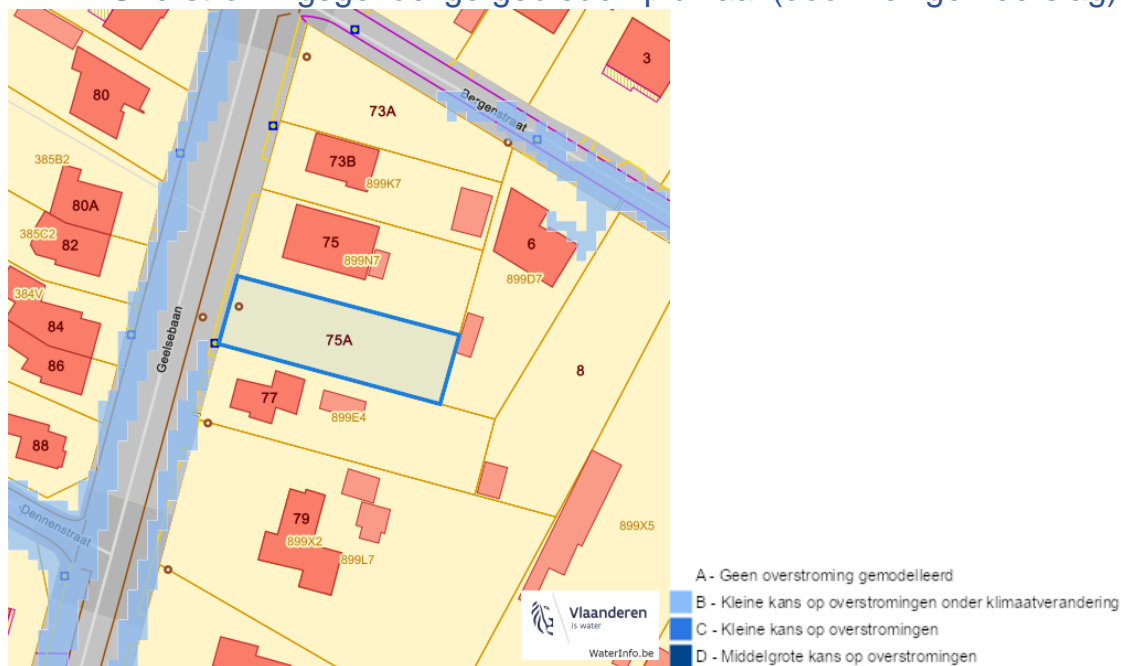 3
80
Bergenstraat
73A
385B2
73B
899K7
80A
385C2
82
75
6
899N7
899D7
384V
84
75A
Geelsebaan
86
8
77
899E4
88
Dennenstraat
79
899X2
899X5
899L7
A - Geen overstroming gemodelleerd
B - Kleine kans op overstromingen onder klimaatverandering
C - Kleine kans op overstromingen
D - Middelgrote kans op overstromingen
Vlaanderen
is water
WaterInfo.be